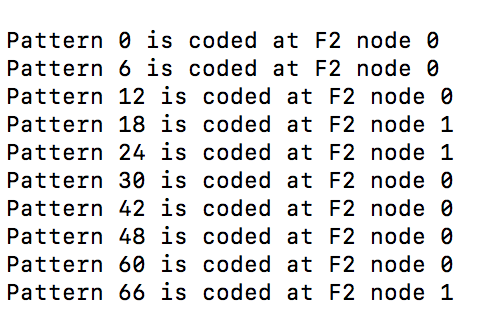 Pattern 0 is coded at F2 node 0
Pattern 6 is coded at F2 node 0
Pattern 12 is coded at F2 node 0
Pattern 18 is coded at F2 node 1
Pattern 24 is coded at F2 node 1
Pattern 30 is coded at F2 node 0
Pattern 42 is coded at F2 node 0
Pattern 48 is coded at F2 node 0
Pattern 60 is coded at F2 node 0
Pattern 66 is coded at F2 node 1